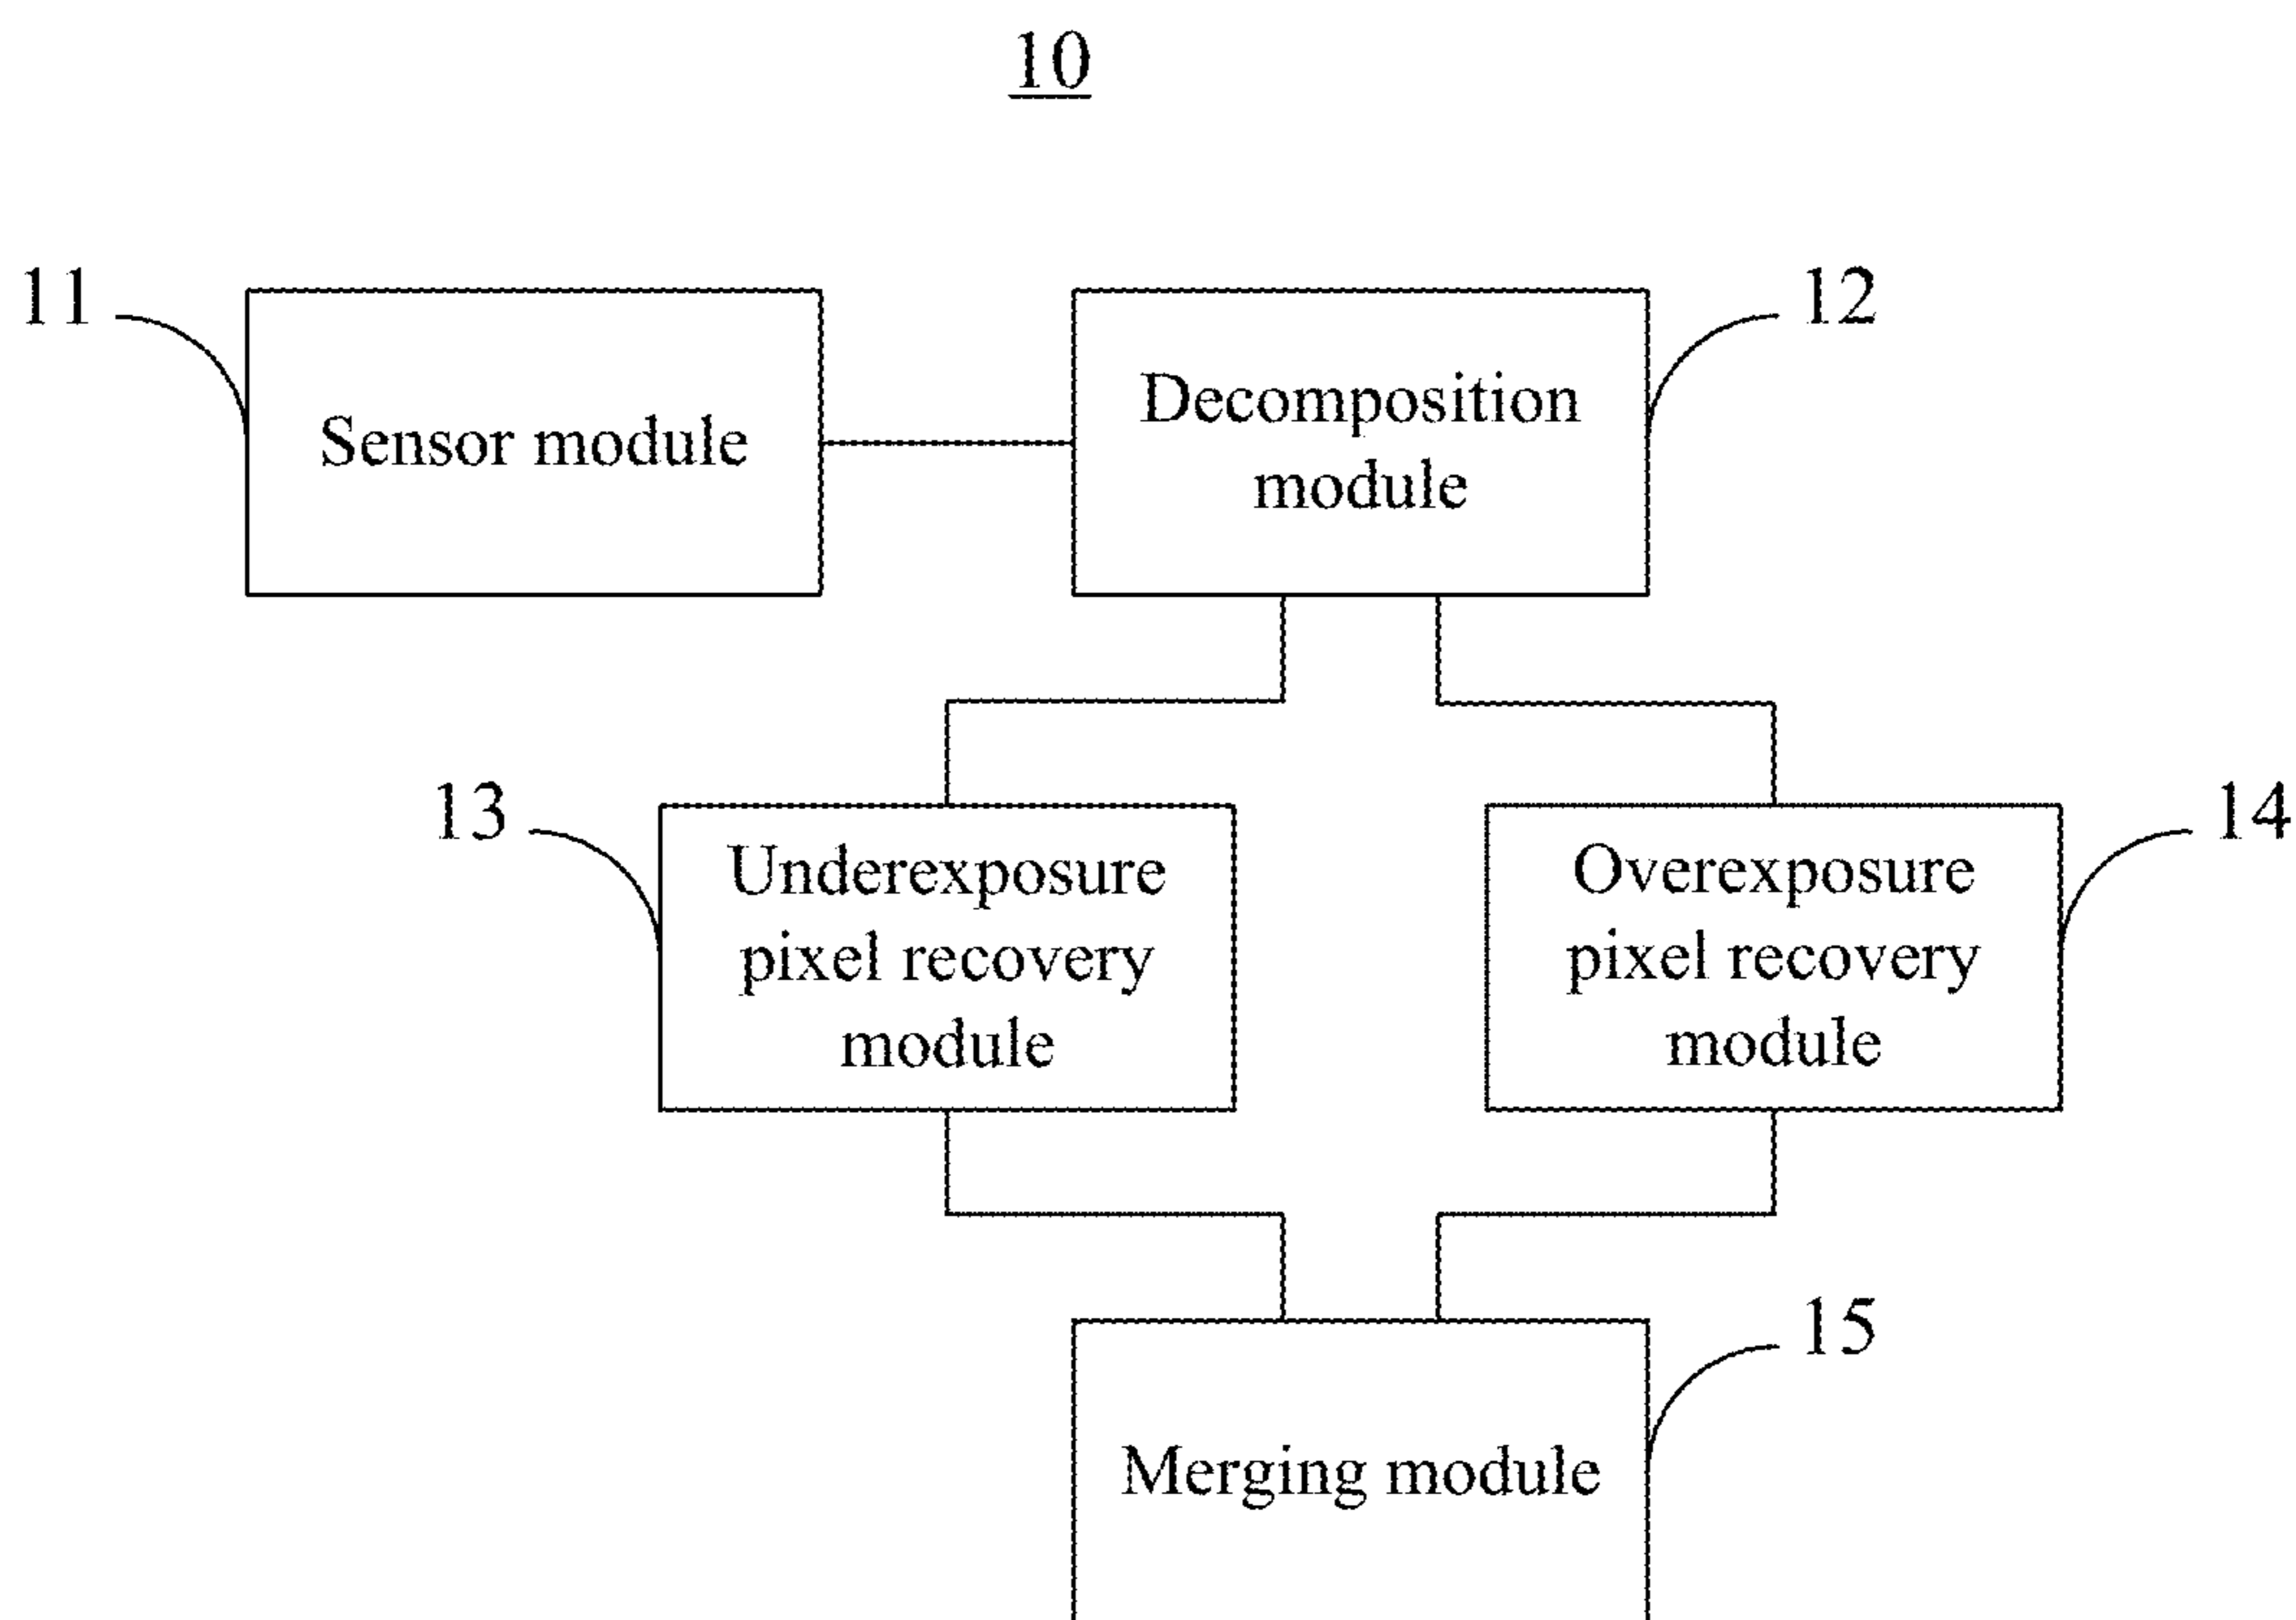 10
11
Sensor module
Decomposition
module
12
13
Underexposure
pixel recovery
module
Overexposure
pixel recovery
module
14
Merging module
15